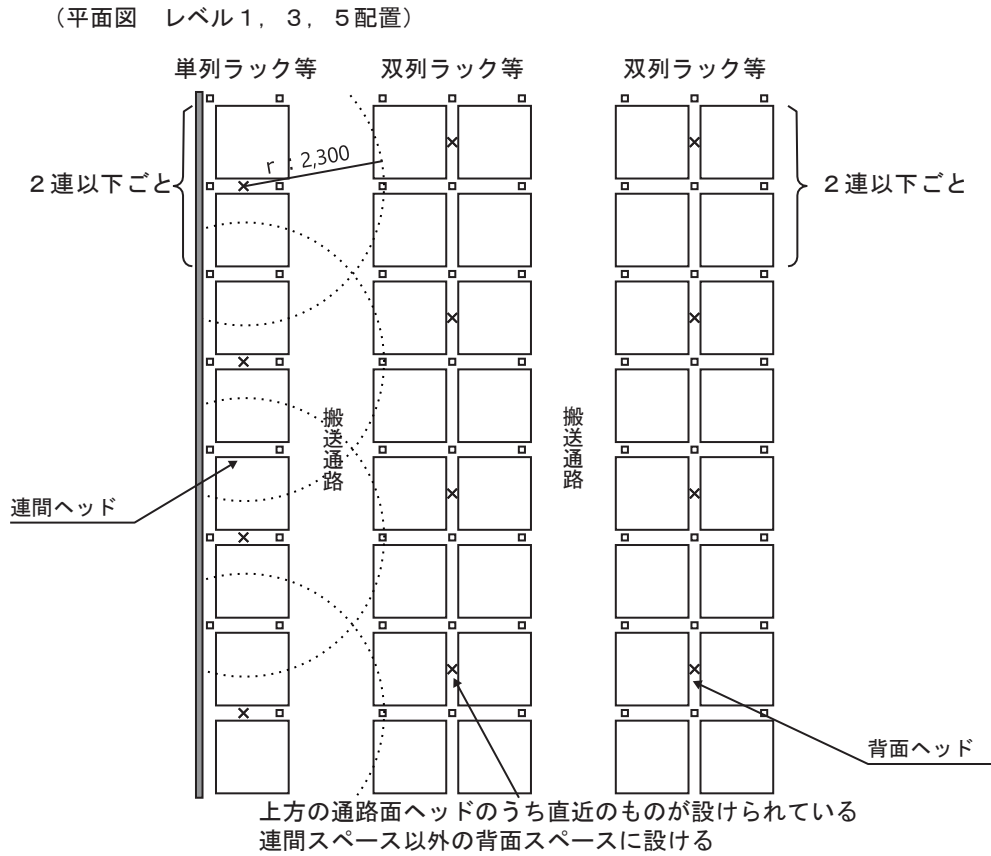 （平面図　レベル１，３，５配置）
単列ラック等
双列ラック等
双列ラック等
２連以下ごと
r : 2,300
２連以下ごと
搬送通路
搬送通路
連間ヘッド
背面ヘッド
上方の通路面ヘッドのうち直近のものが設けられている
連間スペース以外の背面スペースに設ける